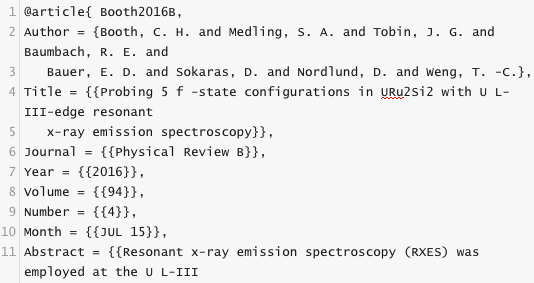 1 @article{ Booth2016B,
2 Author = {Booth, C. H. and Medling, S. A. and Tobin, J. G. and
Baumbach, R. E. and
3    Bauer, E. D. and Sokaras, D. and Nordlund, D. and Weng, T. -C.},
4 Title = {{Probing 5 f -state configurations in URu2Si2 with U L-
III-edge resonant
5    x-ray emission spectroscopy}},
6 Journal = {{Physical Review B}},
7 Year = {{2016}},
8 Volume = {{94}},
9 Number = {{4}},
10 Month = {{JUL 15}},
11 Abstract = {{Resonant x-ray emission spectroscopy (RXES) was
employed at the U L-III